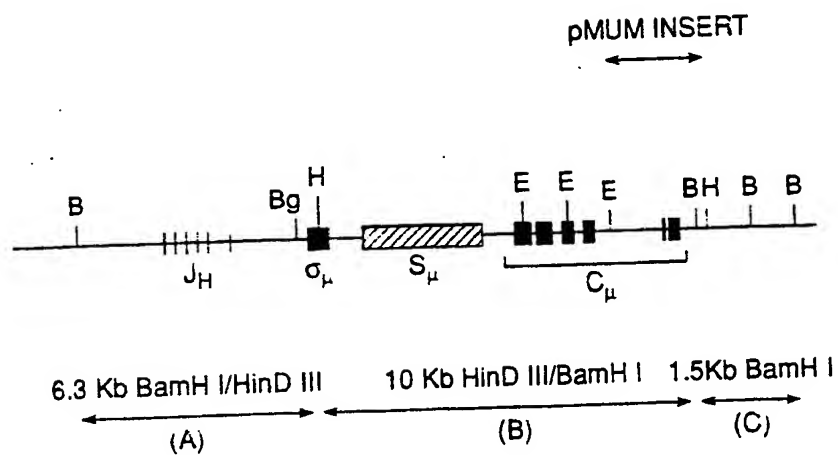 pMUM INSERT
B Bg H E E E B H B B
J_H σ_μ S_μ C_μ
6.3 Kb BamH I/HinD III 10 Kb HinD III/BamH I 1.5Kb BamH I
(A) (B) (C)